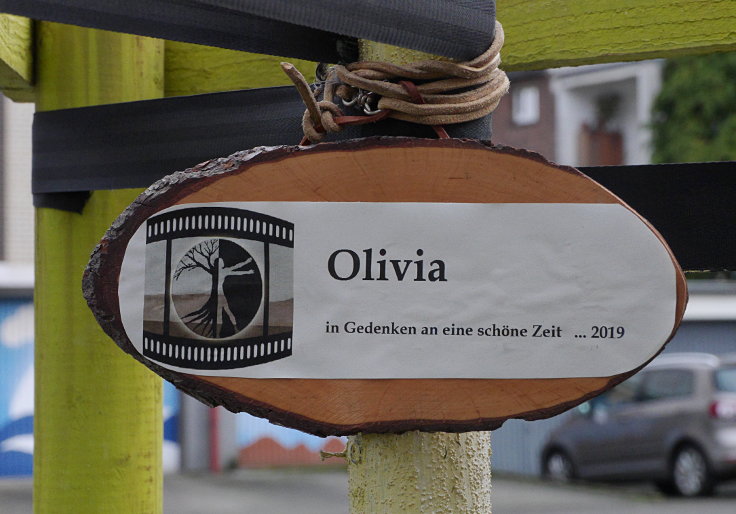 Olivia
in Gedenken an eine schöne Zeit ... 2019